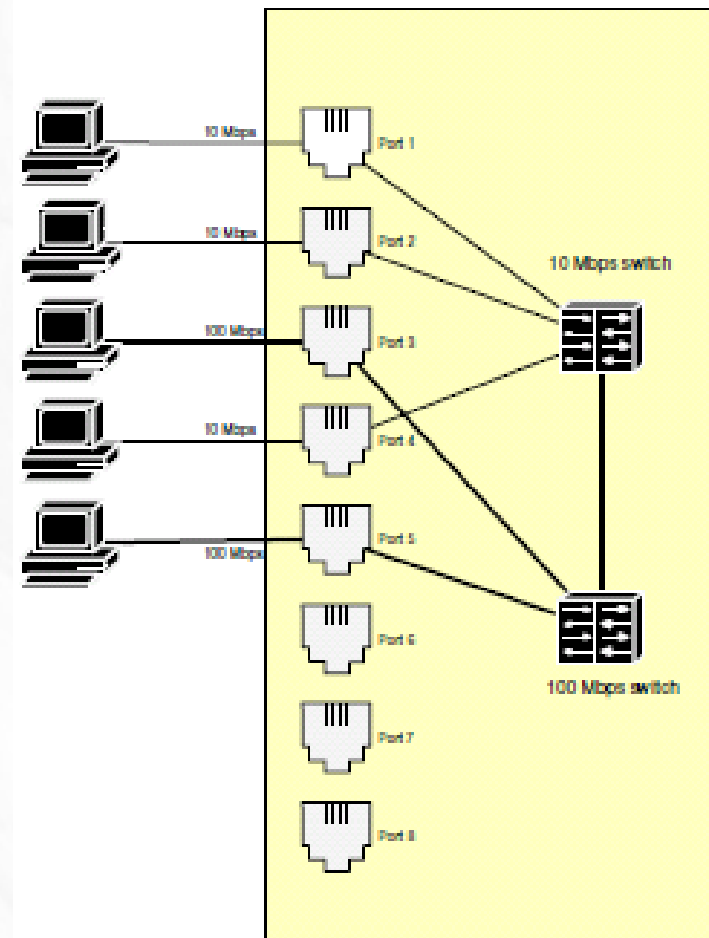 10 Mbps
Port 1
10 Mbps
Port 2
10 Mbps switch
100 Mbps
Port 3
10 Mbps
Port 4
100 Mbps
Port 5
Port 6
100 Mbps switch
Port 7
Port 8